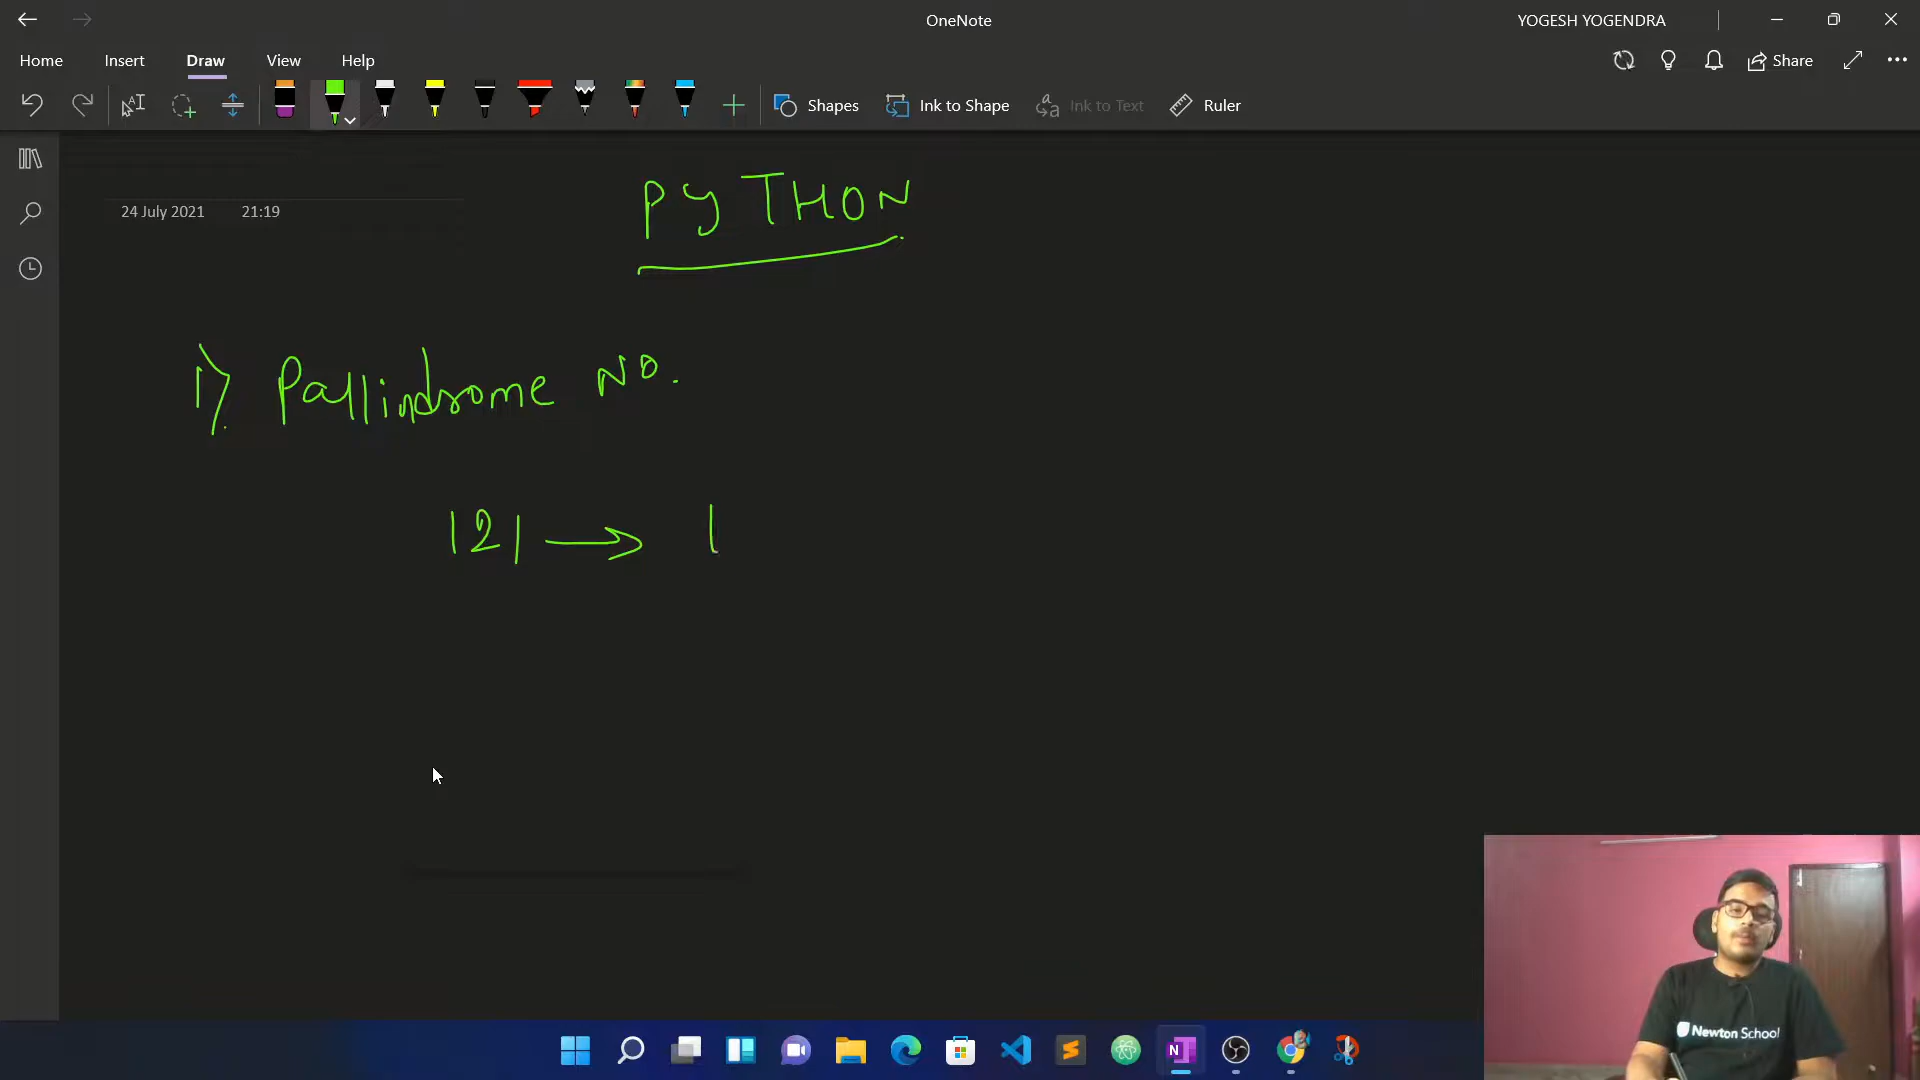 OneNote
YOGESH YOGENDRA
Home Insert Draw View Help
Share
Shapes Ink to Shape Ink to Text Ruler
PYTHON
24 July 2021 21:19
1) Pallindrome No.
121 → 1
Newton School